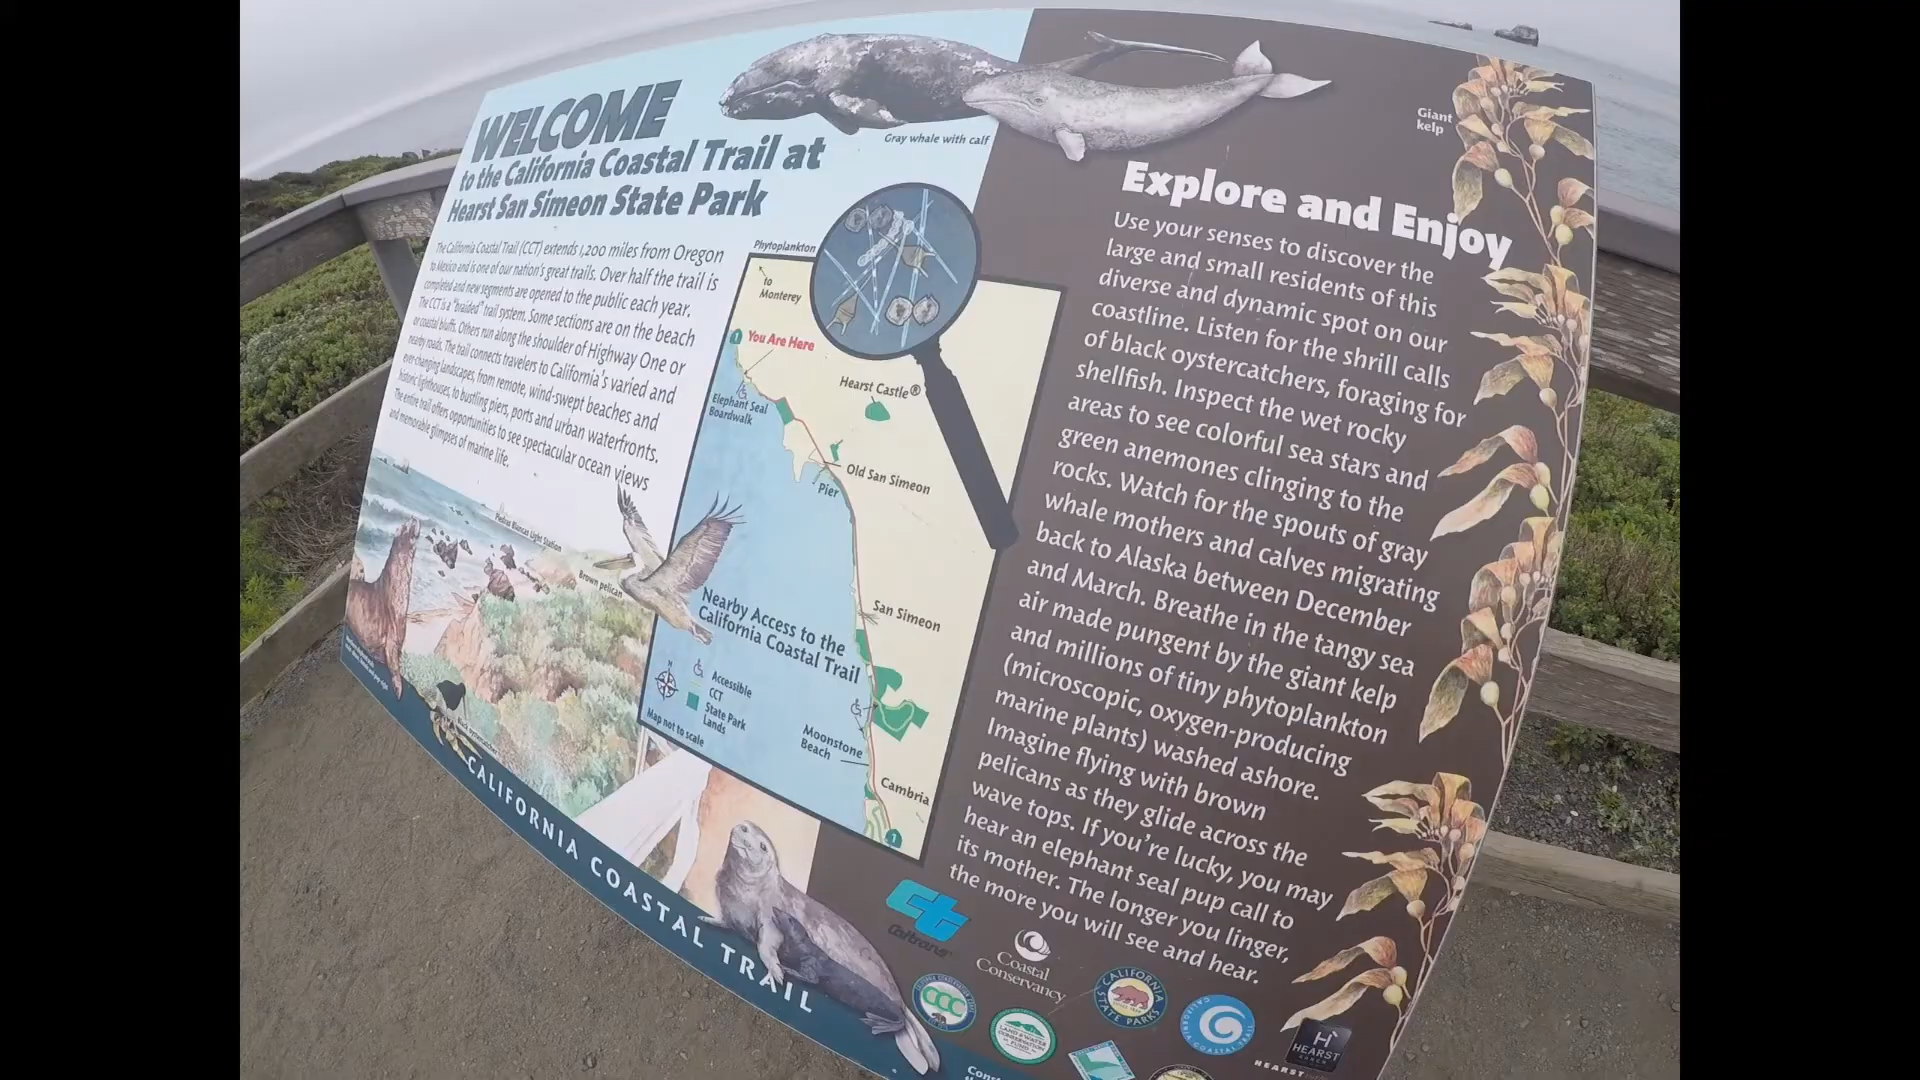 WELCOME
to the California Coastal Trail at
Hearst San Simeon State Park
The California Coastal Trail (CCT) extends 1,200 miles from Oregon
to Mexico and is one of our nation's great trails. Over half the trail is
completed and new segments are opened to the public each year.
The CCT is a "braided" trail system. Some sections are on the beach
or coastal bluffs. Others run along the shoulder of Highway One or
nearby roads. The trail connects travelers to California's varied and
ever-changing landscapes, from remote, wind-swept beaches and
historic lighthouses, to bustling piers, ports and urban waterfronts.
The entire trail often opportunities to see spectacular ocean views
and memorable glimpses of marine life.
Gray whale with calf
Phytoplankton
to
Monterey
1
You Are Here
Elephant Seal
Boardwalk
Hearst Castle®
Old San Simeon
Pier
San Simeon
Nearby Access to the
California Coastal Trail
N
Accessible
CCT
State Park
Lands
Map not to scale
Moonstone
Beach
Cambria
1
Piedras Blancas Light Station
Brown pelican
Black oystercatcher
CALIFORNIA COASTAL TRAIL
Giant
kelp
Explore and Enjoy
Use your senses to discover the
large and small residents of this
diverse and dynamic spot on our
coastline. Listen for the shrill calls
of black oystercatchers, foraging for
shellfish. Inspect the wet rocky
areas to see colorful sea stars and
green anemones clinging to the
rocks. Watch for the spouts of gray
whale mothers and calves migrating
back to Alaska between December
and March. Breathe in the tangy sea
air made pungent by the giant kelp
and millions of tiny phytoplankton
(microscopic, oxygen-producing
marine plants) washed ashore.
Imagine flying with brown
pelicans as they glide across the
wave tops. If you're lucky, you may
hear an elephant seal pup call to
its mother. The longer you linger,
the more you will see and hear.
Caltrans
Coastal
Conservancy
CCC
LAND & WATER
CONSERVATION
FUND
CALIFORNIA
STATE PARKS
CALIFORNIA COASTAL TRAIL
H
HEARST
RANCH
HEARST